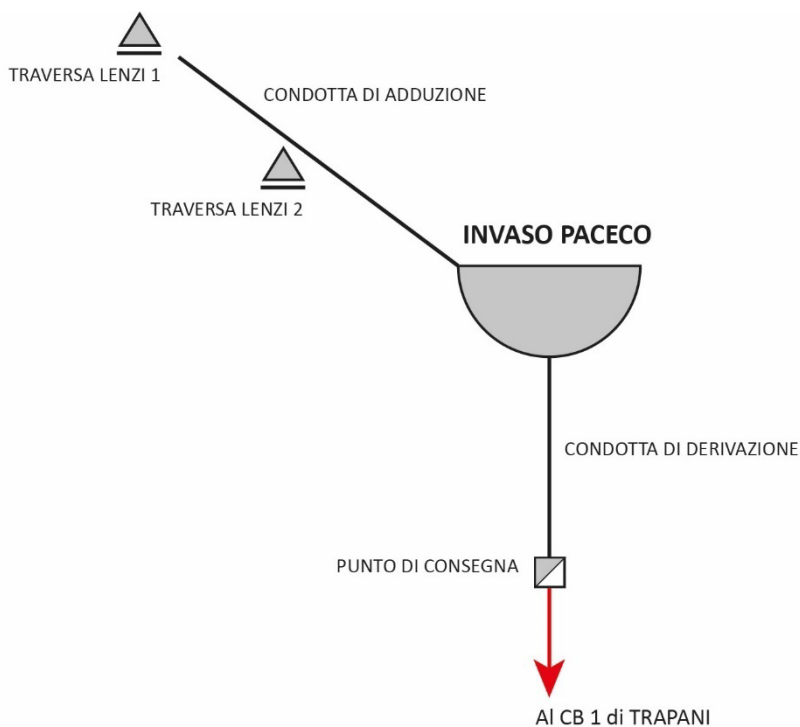 TRAVERSA LENZI 1
CONDOTTA DI ADDUZIONE
TRAVERSA LENZI 2
INVASO PACECO
CONDOTTA DI DERIVAZIONE
PUNTO DI CONSEGNA
Al CB 1 di TRAPANI